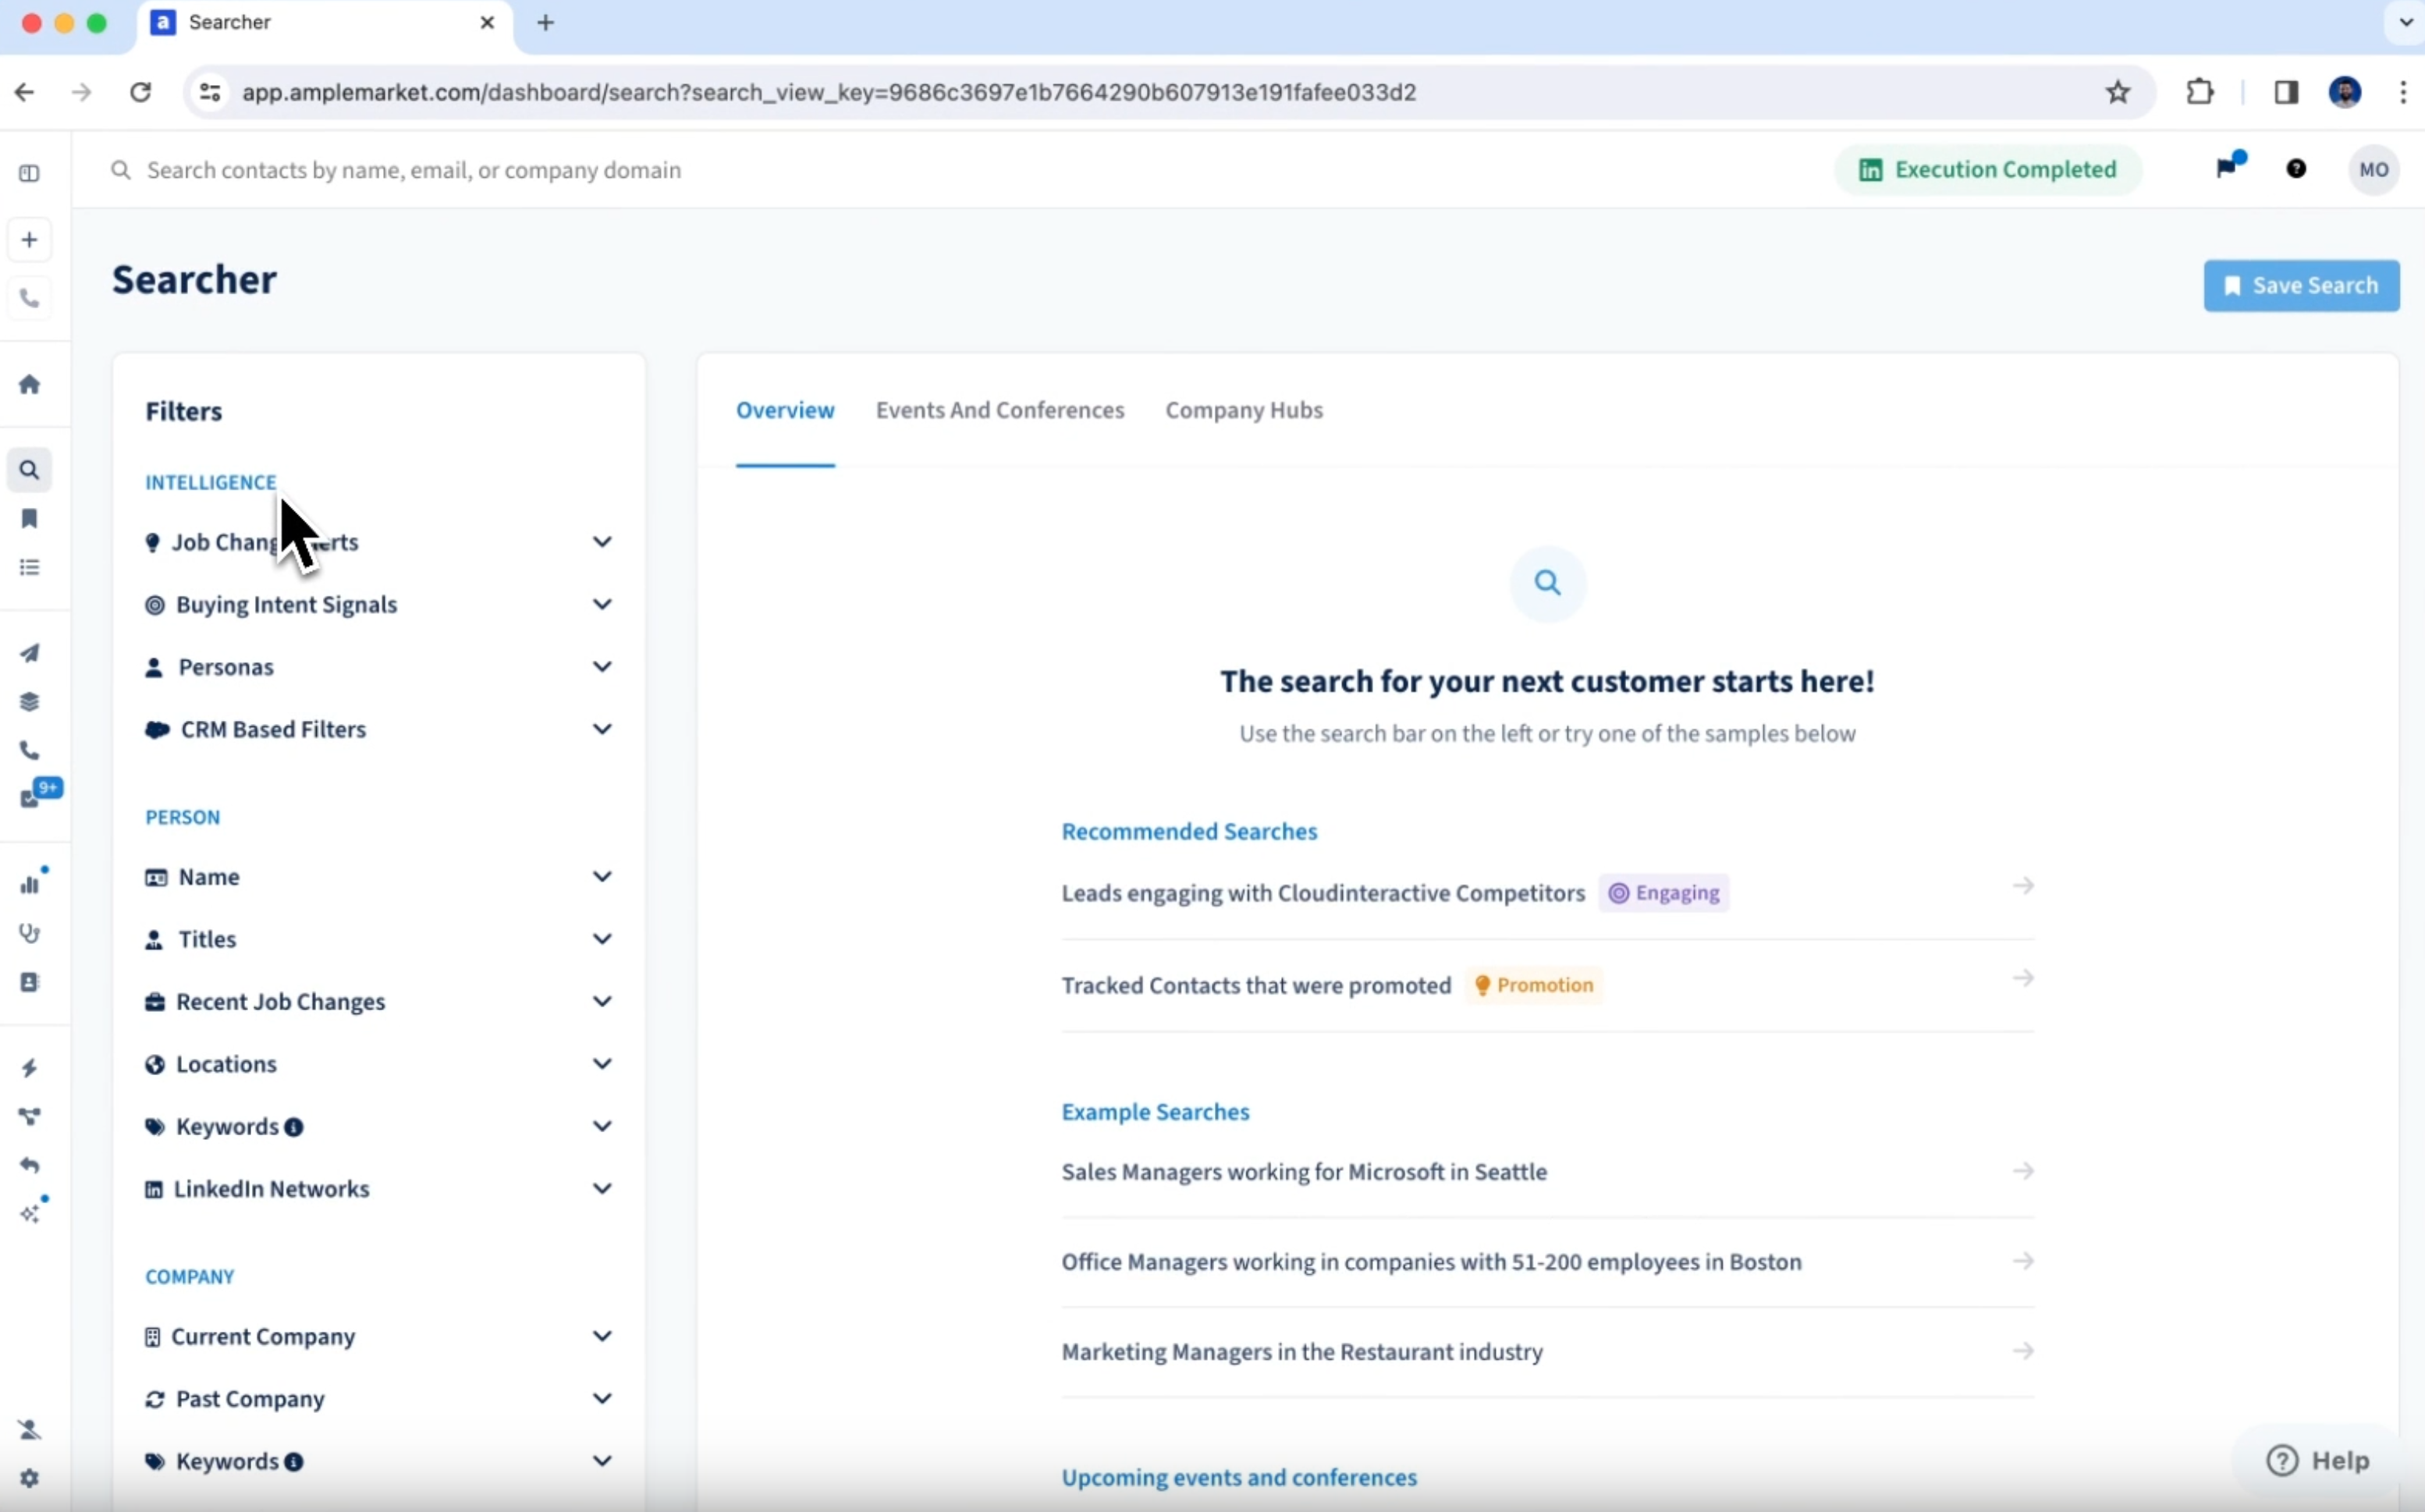 Searcher
app.amplemarket.com/dashboard/search?search_view_key=9686c3697e1b7664290b607913e191fafee033d2
Search contacts by name, email, or company domain
Execution Completed
MO
Searcher
Save Search
Filters
INTELLIGENCE
Job Chang erts
Buying Intent Signals
Personas
CRM Based Filters
PERSON
Name
Titles
Recent Job Changes
Locations
Keywords
LinkedIn Networks
COMPANY
Current Company
Past Company
Keywords
9+
Overview Events And Conferences Company Hubs
The search for your next customer starts here!
Use the search bar on the left or try one of the samples below
Recommended Searches
Leads engaging with Cloudinteractive Competitors Engaging
Tracked Contacts that were promoted Promotion
Example Searches
Sales Managers working for Microsoft in Seattle
Office Managers working in companies with 51-200 employees in Boston
Marketing Managers in the Restaurant industry
Upcoming events and conferences
Help